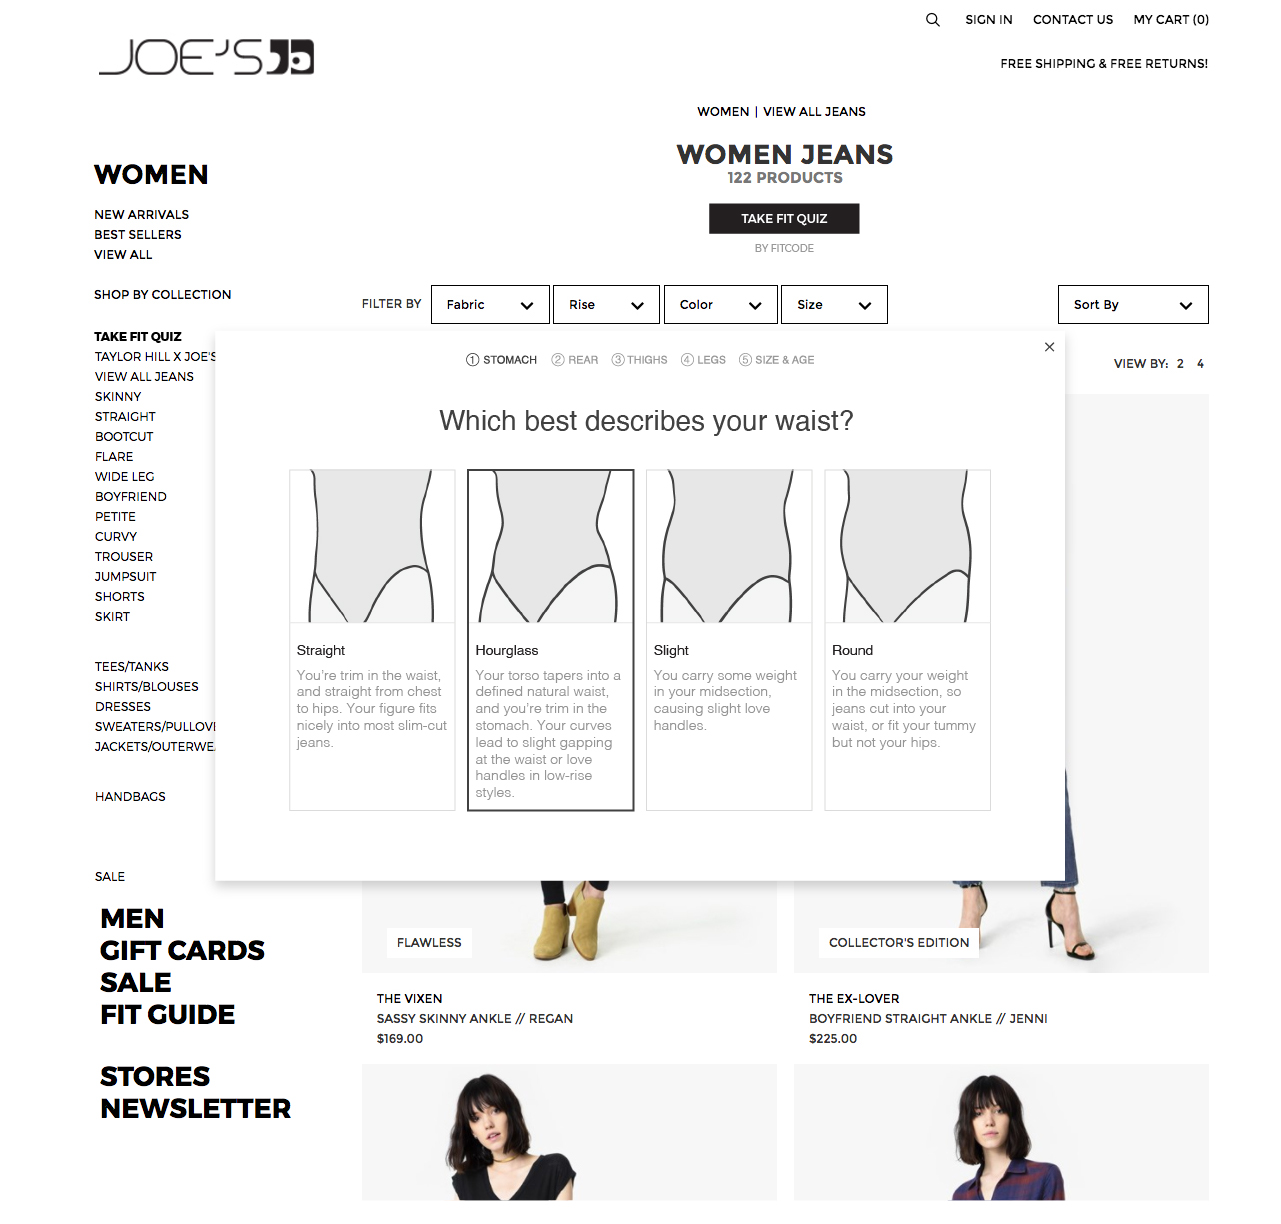 SIGN IN CONTACT US MY CART (0)
JOE'S
FREE SHIPPING & FREE RETURNS!
WOMEN | VIEW ALL JEANS
WOMEN JEANS
122 PRODUCTS
TAKE FIT QUIZ
BY FITCODE
WOMEN
NEW ARRIVALS
BEST SELLERS
VIEW ALL
SHOP BY COLLECTION
TAKE FIT QUIZ
TAYLOR HILL X JOE'S
VIEW ALL JEANS
SKINNY
STRAIGHT
BOOTCUT
FLARE
WIDE LEG
BOYFRIEND
PETITE
CURVY
TROUSER
JUMPSUIT
SHORTS
SKIRT
TEES/TANKS
SHIRTS/BLOUSES
DRESSES
SWEATERS/PULLOV
JACKETS/OUTERWEA
HANDBAGS
SALE
MEN
GIFT CARDS
SALE
FIT GUIDE
STORES
NEWSLETTER
FILTER BY Fabric Rise Color Size Sort By
VIEW BY: 2 4
1 STOMACH 2 REAR 3 THIGHS 4 LEGS 5 SIZE & AGE
Which best describes your waist?
Straight
You're trim in the waist,
and straight from chest
to hips. Your figure fits
nicely into most slim-cut
jeans.
Hourglass
Your torso tapers into a
defined natural waist,
and you're trim in the
stomach. Your curves
lead to slight gapping
at the waist or love
handles in low-rise
styles.
Slight
You carry some weight
in your midsection,
causing slight love
handles.
Round
You carry your weight
in the midsection, so
jeans cut into your
waist, or fit your tummy
but not your hips.
FLAWLESS
THE VIXEN
SASSY SKINNY ANKLE // REGAN
$169.00
COLLECTOR'S EDITION
THE EX-LOVER
BOYFRIEND STRAIGHT ANKLE // JENNI
$225.00